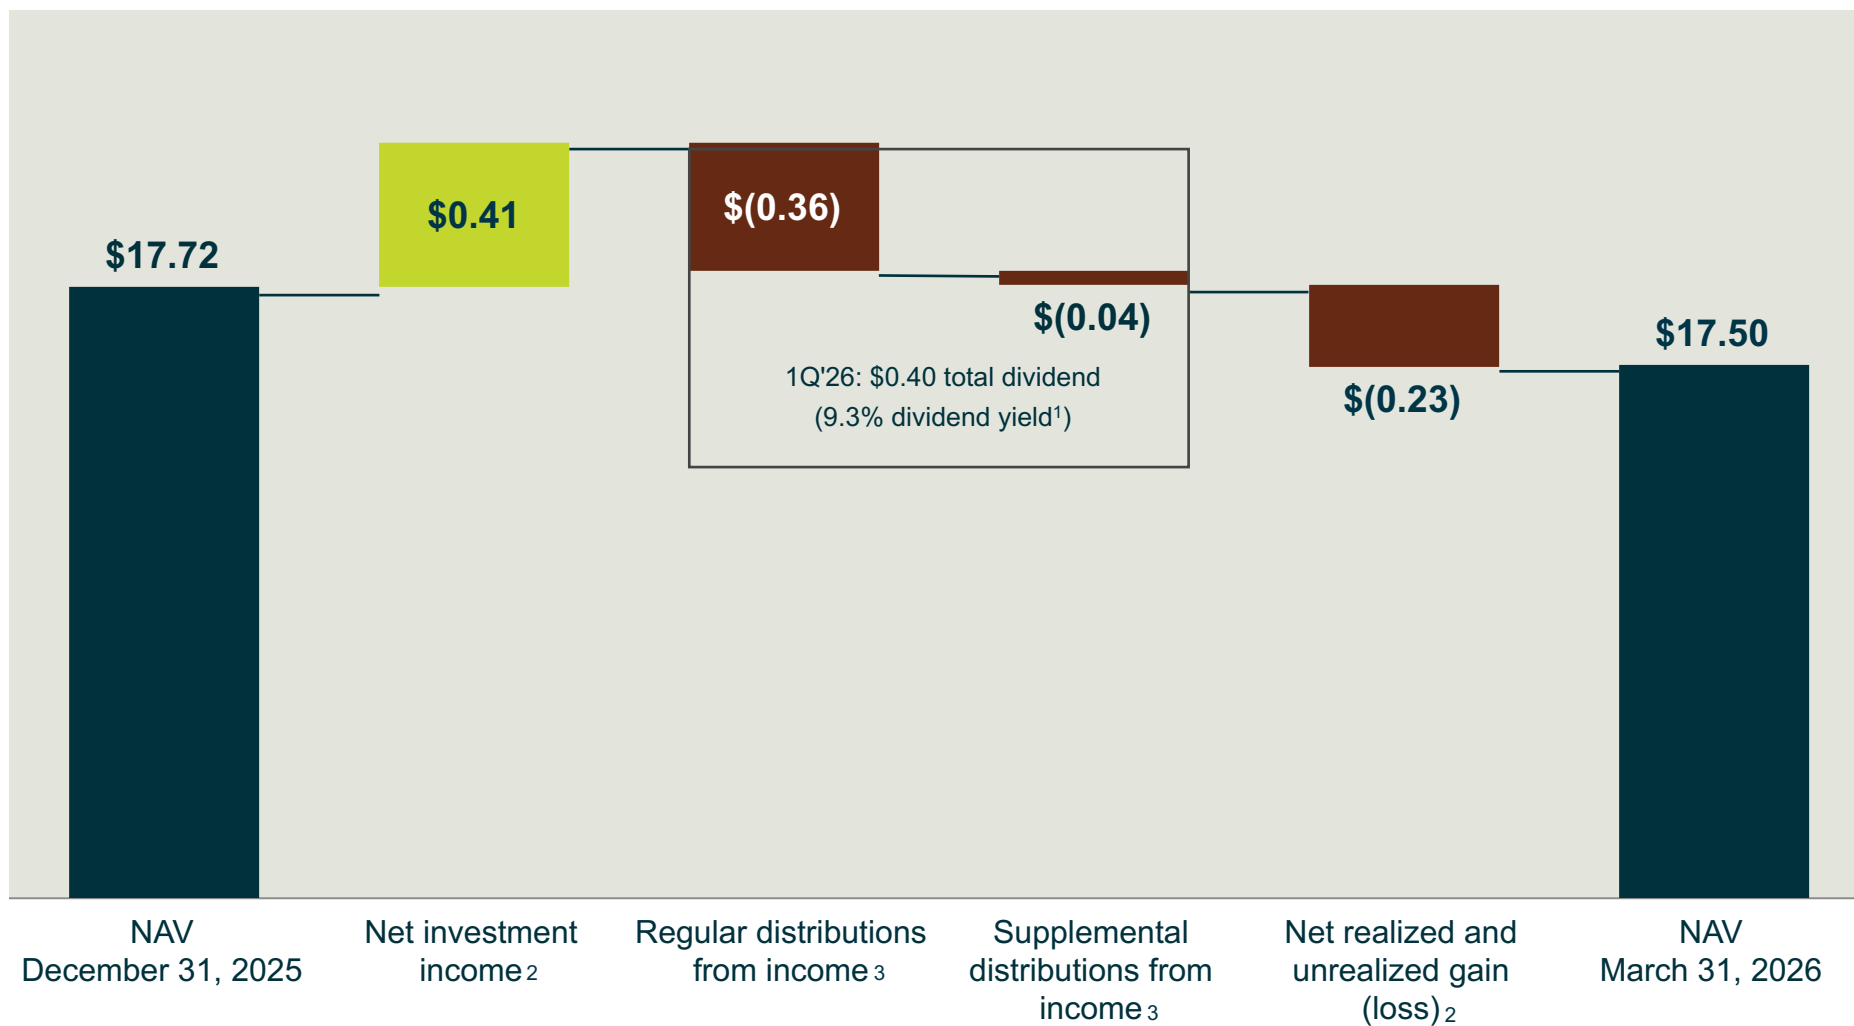 $17.72
$0.41
$(0.36)
$(0.04)
1Q'26: $0.40 total dividend
(9.3% dividend yield1)
$(0.23)
$17.50
NAV
December 31, 2025
Net investment
income 2
Regular distributions
from income 3
Supplemental
distributions from
income 3
Net realized and
unrealized gain
(loss) 2
NAV
March 31, 2026